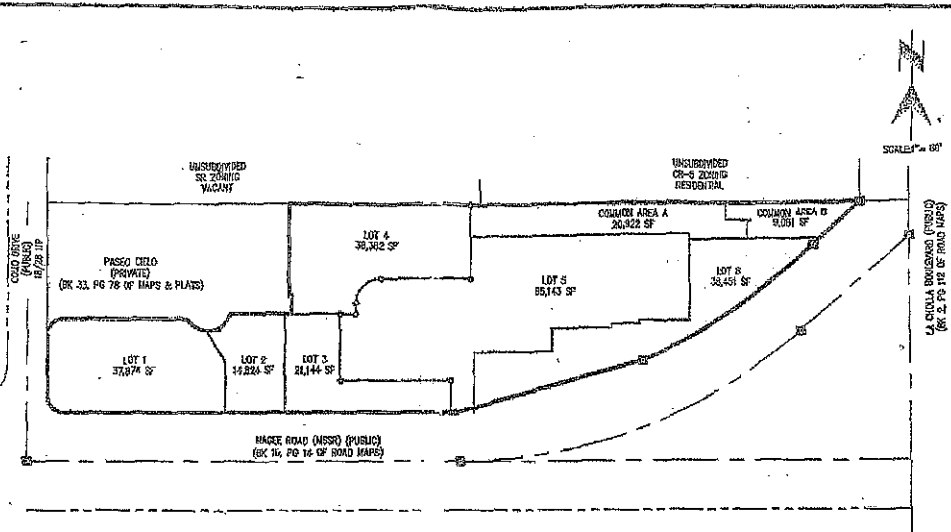 N
SCALE: 1" = 60'
UNSUBDIVIDED
SR ZONING
VACANT
UNSUBDIVIDED
CR-5 ZONING
RESIDENTIAL
COMMON AREA A
20,922 SF
COMMON AREA B
9,081 SF
LOT 4
38,382 SF
PASEO CIELO
(PRIVATE)
(BK 33, PG 78 OF MAPS & PLATS)
(PUBLIC)
LOT 5
85,143 SF
LOT 6
38,451 SF
LA CHOLLA BOULEVARD (PUBLIC)
(BK 2, PG 112 OF ROAD MAPS)
LOT 1
37,874 SF
LOT 2
14,824 SF
LOT 3
21,144 SF
MAGEE ROAD (MSSR) (PUBLIC)
(BK 16, PG 14 OF ROAD MAPS)